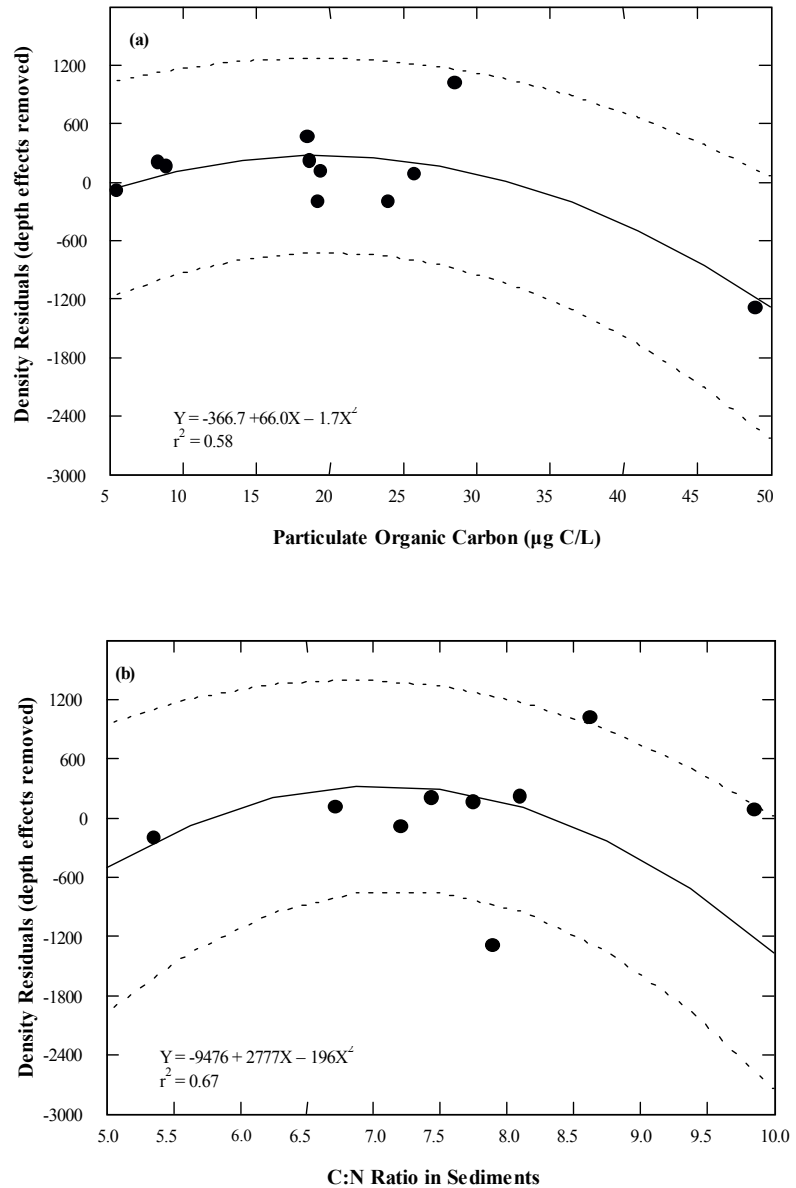 (a)
Density Residuals (depth effects removed)
1200
600
0
-600
-1200
-1800
-2400
-3000
Y = -366.7 +66.0X – 1.7X²
r² = 0.58
5 10 15 20 25 30 35 40 45 50
Particulate Organic Carbon (µg C/L)
(b)
Density Residuals (depth effects removed)
1200
600
0
-600
-1200
-1800
-2400
-3000
Y = -9476 + 2777X – 196X²
r² = 0.67
5.0 5.5 6.0 6.5 7.0 7.5 8.0 8.5 9.0 9.5 10.0
C:N Ratio in Sediments